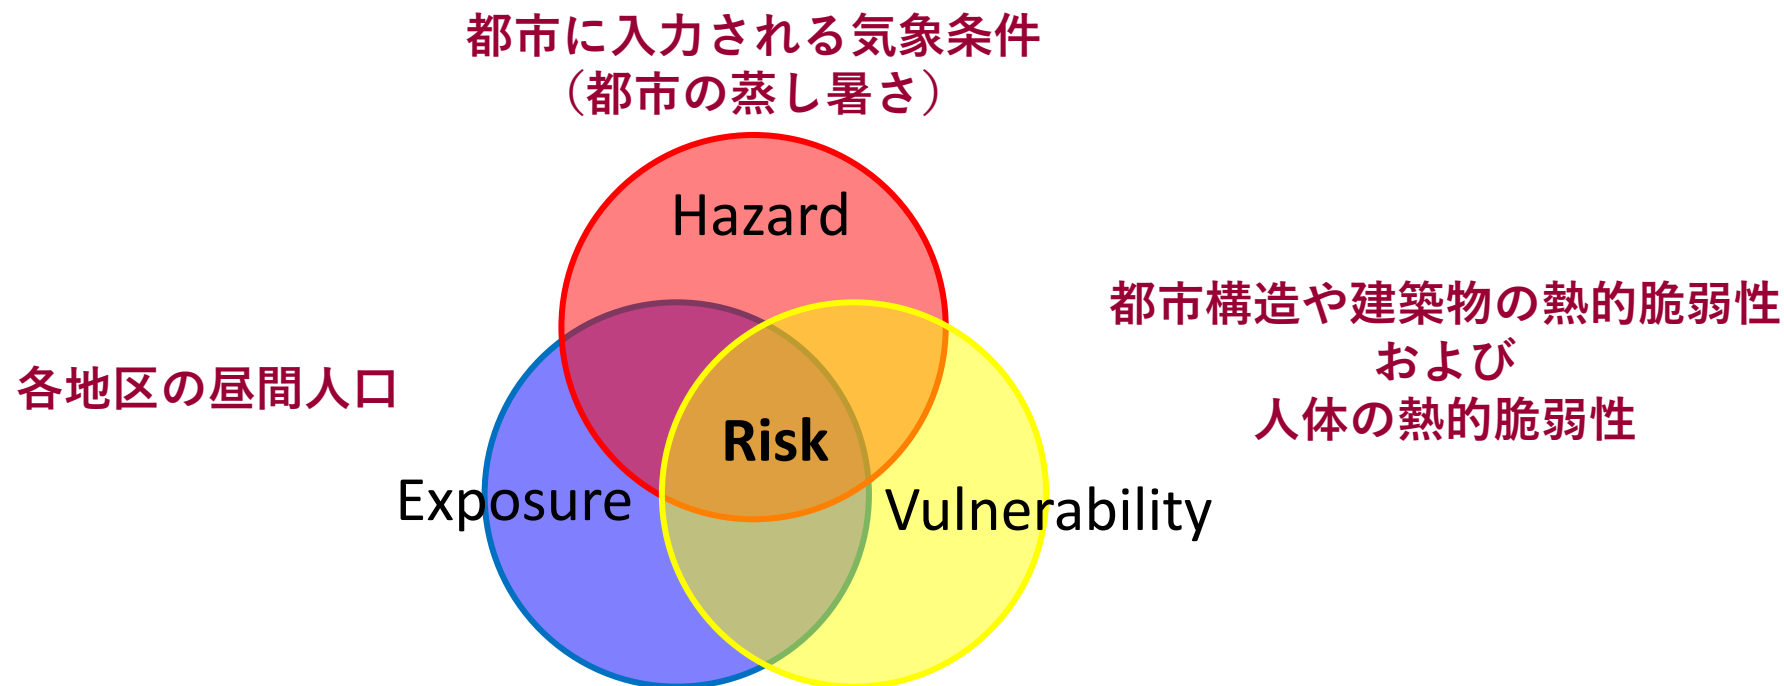 都市に入力される気象条件
（都市の蒸し暑さ）
Hazard
都市構造や建築物の熱的脆弱性
および
人体の熱的脆弱性
各地区の昼間人口
Risk
Exposure
Vulnerability